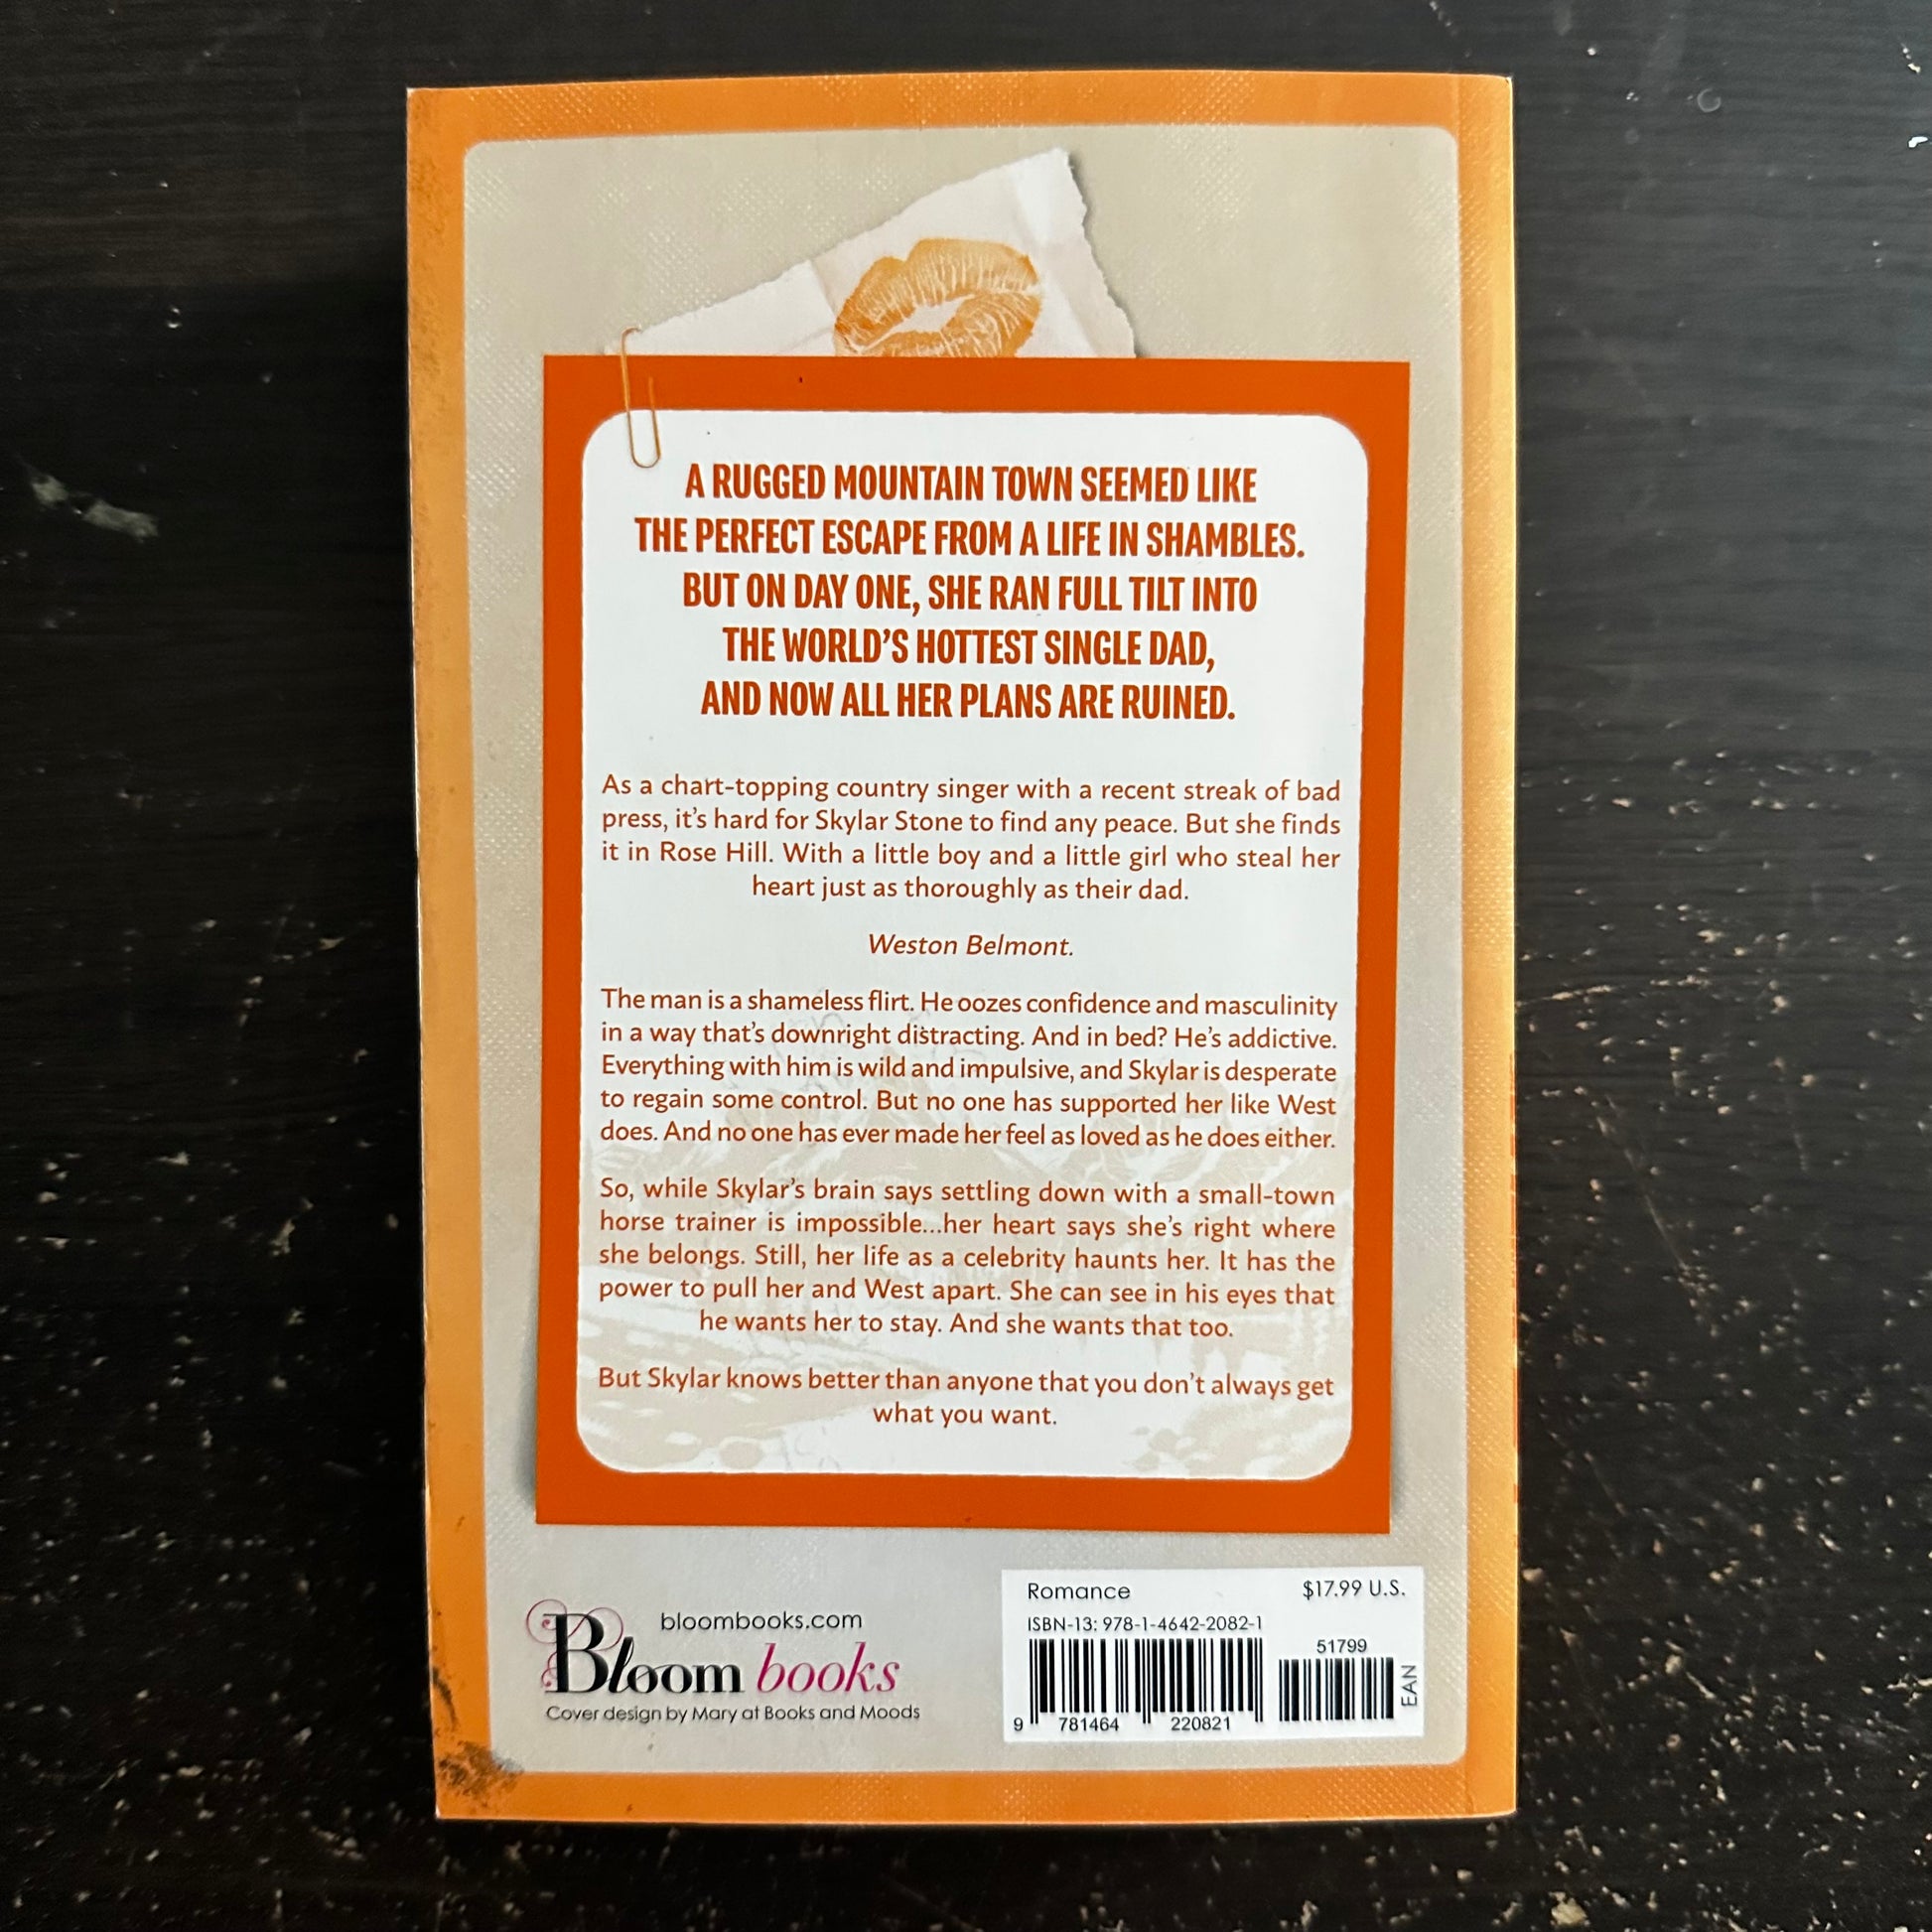 A RUGGED MOUNTAIN TOWN SEEMED LIKE
THE PERFECT ESCAPE FROM A LIFE IN SHAMBLES.
BUT ON DAY ONE, SHE RAN FULL TILT INTO
THE WORLD'S HOTTEST SINGLE DAD,
AND NOW ALL HER PLANS ARE RUINED.
As a chart-topping country singer with a recent streak of bad
press, it's hard for Skylar Stone to find any peace. But she finds
it in Rose Hill. With a little boy and a little girl who steal her
heart just as thoroughly as their dad.
Weston Belmont.
The man is a shameless flirt. He oozes confidence and masculinity
in a way that's downright distracting. And in bed? He's addictive.
Everything with him is wild and impulsive, and Skylar is desperate
to regain some control. But no one has supported her like West
does. And no one has ever made her feel as loved as he does either.
So, while Skylar's brain says settling down with a small-town
horse trainer is impossible...her heart says she's right where
she belongs. Still, her life as a celebrity haunts her. It has the
power to pull her and West apart. She can see in his eyes that
he wants her to stay. And she wants that too.
But Skylar knows better than anyone that you don't always get
what you want.
bloombooks.com
Bloom books
Cover design by Mary at Books and Moods
Romance $17.99 U.S.
ISBN-13: 978-1-4642-2082-1
51799
EAN
9 781464 220821